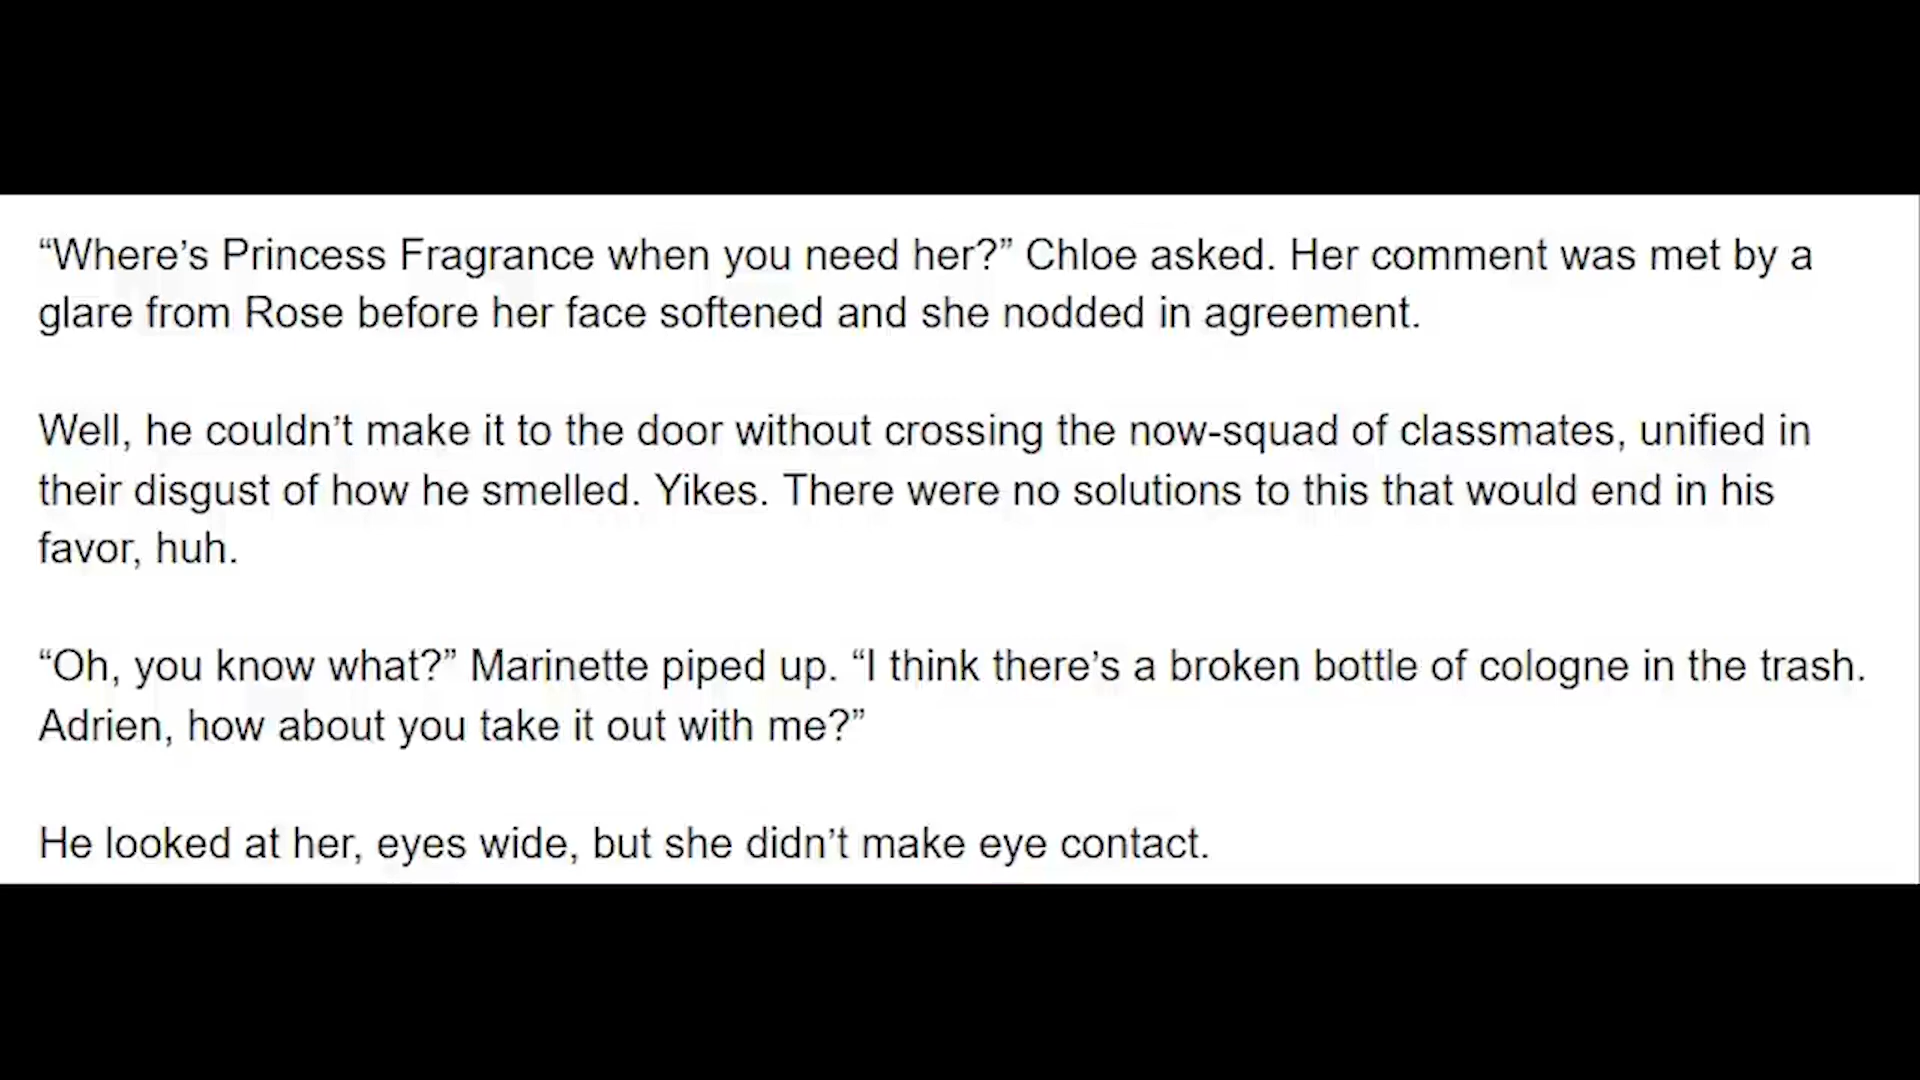 “Where’s Princess Fragrance when you need her?” Chloe asked. Her comment was met by a
glare from Rose before her face softened and she nodded in agreement.
Well, he couldn’t make it to the door without crossing the now-squad of classmates, unified in
their disgust of how he smelled. Yikes. There were no solutions to this that would end in his
favor, huh.
“Oh, you know what?” Marinette piped up. “I think there’s a broken bottle of cologne in the trash.
Adrien, how about you take it out with me?”
He looked at her, eyes wide, but she didn’t make eye contact.